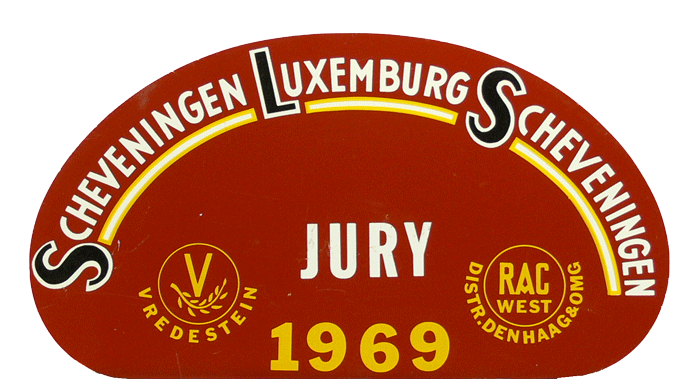 SCHEVENINGEN LUXEMBURG SCHEVENINGEN
JURY
V
VREDESTEIN
RAC
WEST
DISTR.DENHAAG&OMG
1969